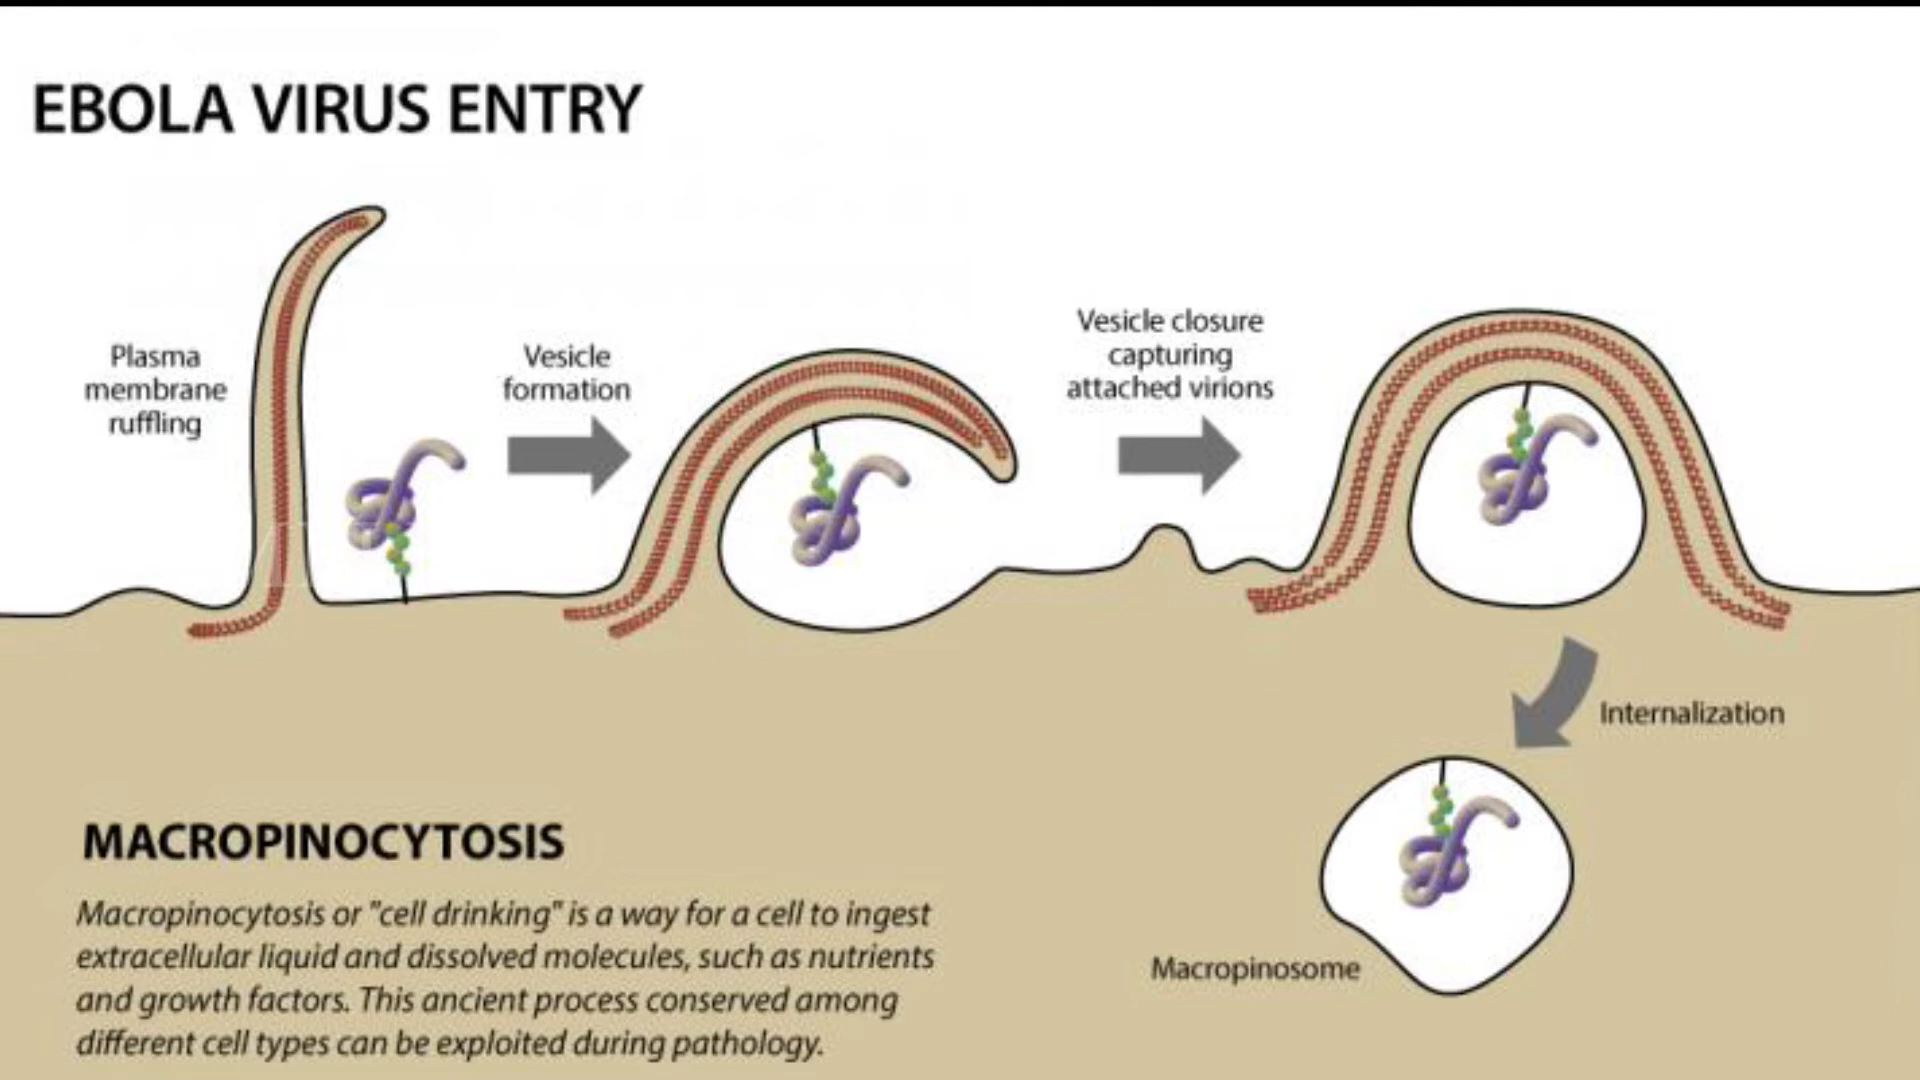 EBOLA VIRUS ENTRY
Plasma
membrane
ruffling
Vesicle
formation
Vesicle closure
capturing
attached virions
Internalization
Macropinosome
MACROPINOCYTOSIS
Macropinocytosis or "cell drinking" is a way for a cell to ingest
extracellular liquid and dissolved molecules, such as nutrients
and growth factors. This ancient process conserved among
different cell types can be exploited during pathology.